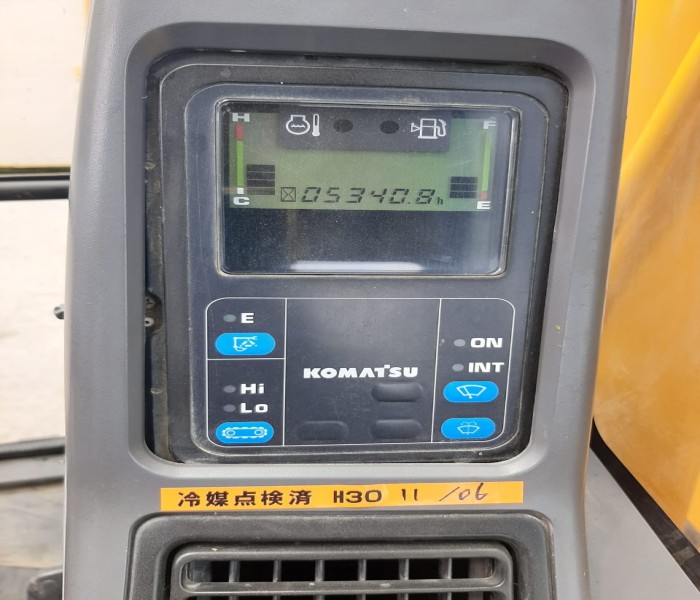 H
F
C
05340.8h
E
E
ON
INT
Hi
Lo
KOMATSU
冷媒点検済 H30 11/06